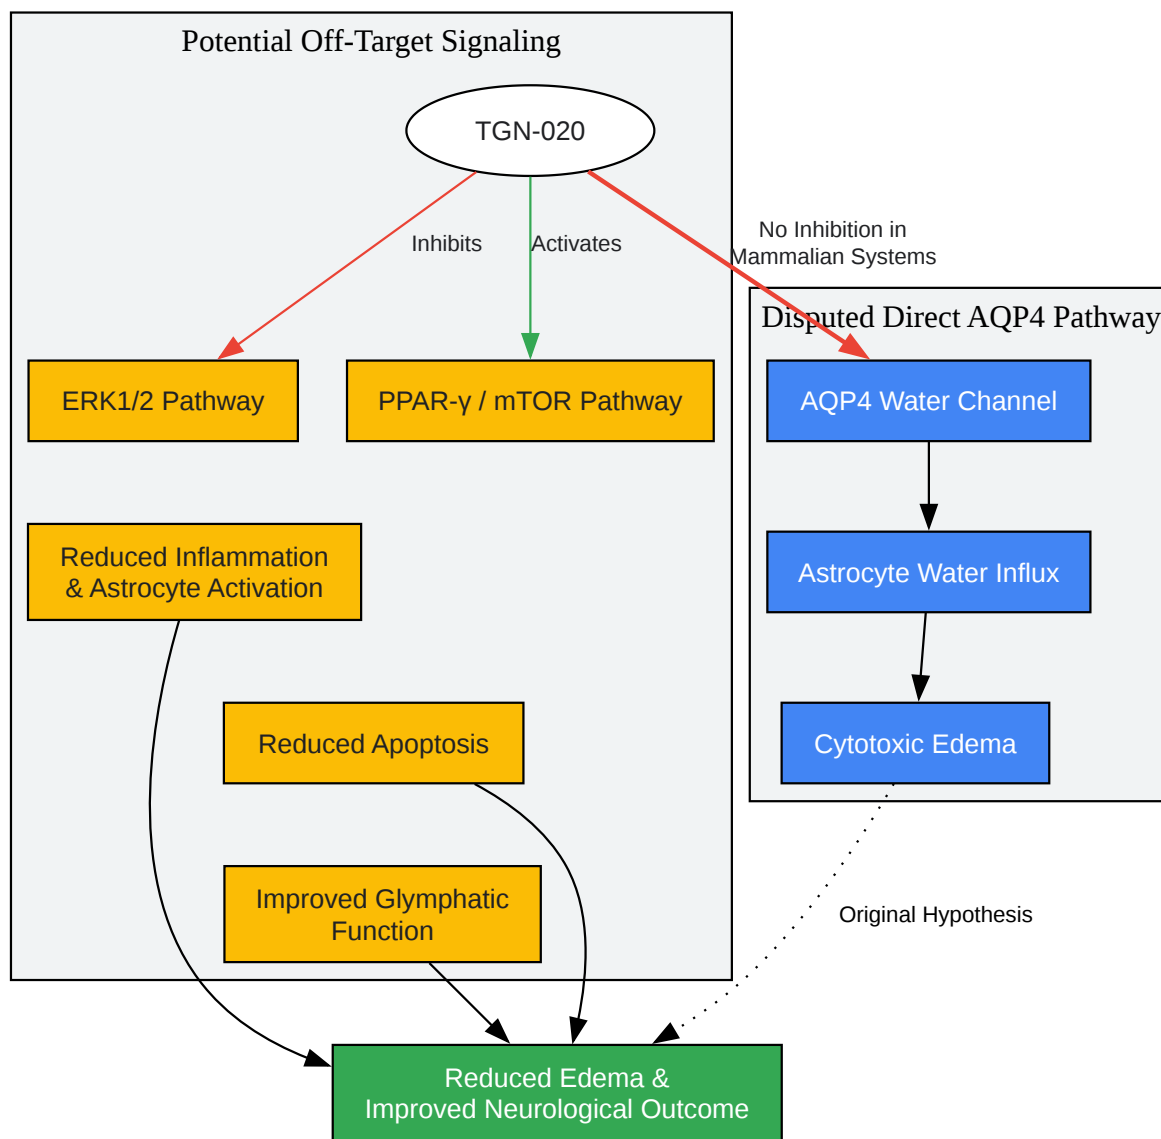 Potential Off-Target Signaling
TGN-020
Inhibits
Activates
No Inhibition in
Mammalian Systems
Disputed Direct AQP4 Pathway
ERK1/2 Pathway
PPAR-γ / mTOR Pathway
AQP4 Water Channel
Reduced Inflammation
& Astrocyte Activation
Astrocyte Water Influx
Reduced Apoptosis
Cytotoxic Edema
Improved Glymphatic
Function
Original Hypothesis
Reduced Edema &
Improved Neurological Outcome